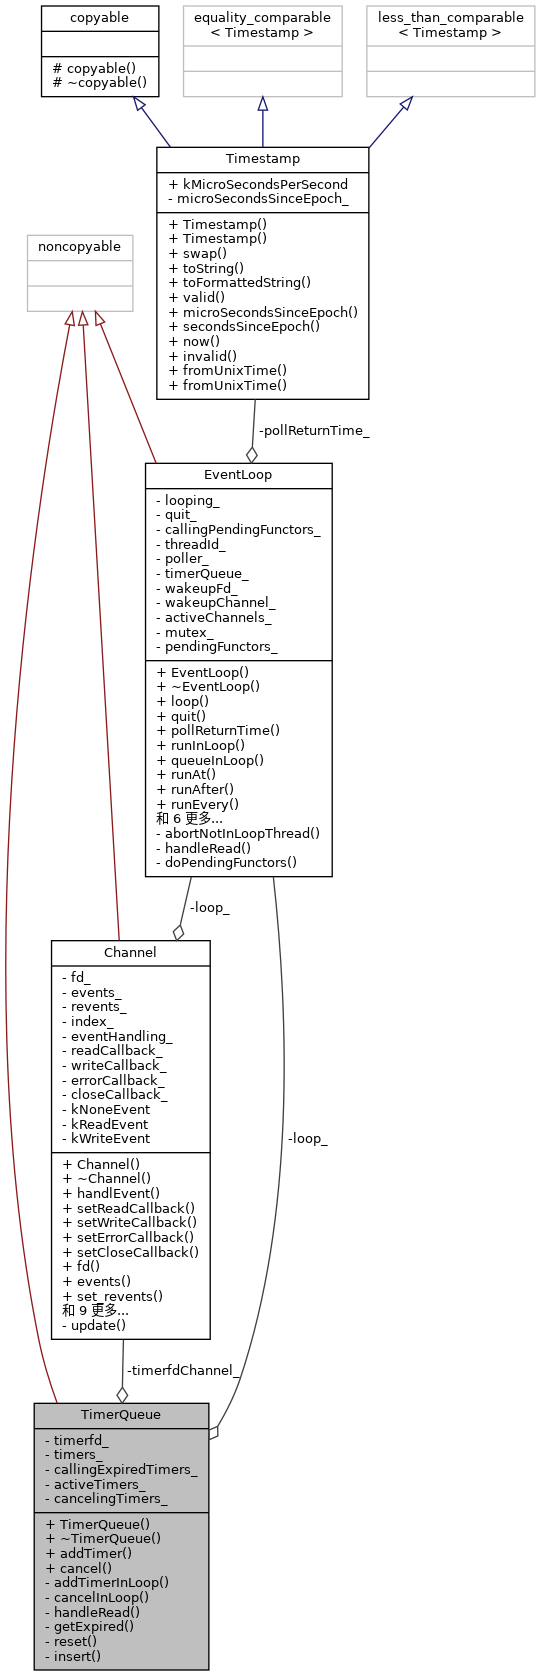 copyable
# copyable()
# ~copyable()
equality_comparable
< Timestamp >
less_than_comparable
< Timestamp >
Timestamp
+ kMicroSecondsPerSecond
- microSecondsSinceEpoch_
+ Timestamp()
+ Timestamp()
+ swap()
+ toString()
+ toFormattedString()
+ valid()
+ microSecondsSinceEpoch()
+ secondsSinceEpoch()
+ now()
+ invalid()
+ fromUnixTime()
+ fromUnixTime()
noncopyable
-pollReturnTime_
EventLoop
- looping_
- quit_
- callingPendingFunctors_
- threadId_
- poller_
- timerQueue_
- wakeupFd_
- wakeupChannel_
- activeChannels_
- mutex_
- pendingFunctors_
+ EventLoop()
+ ~EventLoop()
+ loop()
+ quit()
+ pollReturnTime()
+ runInLoop()
+ queueInLoop()
+ runAt()
+ runAfter()
+ runEvery()
和 6 更多...
- abortNotInLoopThread()
- handleRead()
- doPendingFunctors()
-loop_
Channel
- fd_
- events_
- revents_
- index_
- eventHandling_
- readCallback_
- writeCallback_
- errorCallback_
- closeCallback_
- kNoneEvent
- kReadEvent
- kWriteEvent
+ Channel()
+ ~Channel()
+ handlEvent()
+ setReadCallback()
+ setWriteCallback()
+ setErrorCallback()
+ setCloseCallback()
+ fd()
+ events()
+ set_revents()
和 9 更多...
- update()
-loop_
-timerfdChannel_
TimerQueue
- timerfd_
- timers_
- callingExpiredTimers_
- activeTimers_
- cancelingTimers_
+ TimerQueue()
+ ~TimerQueue()
+ addTimer()
+ cancel()
- addTimerInLoop()
- cancelInLoop()
- handleRead()
- getExpired()
- reset()
- insert()